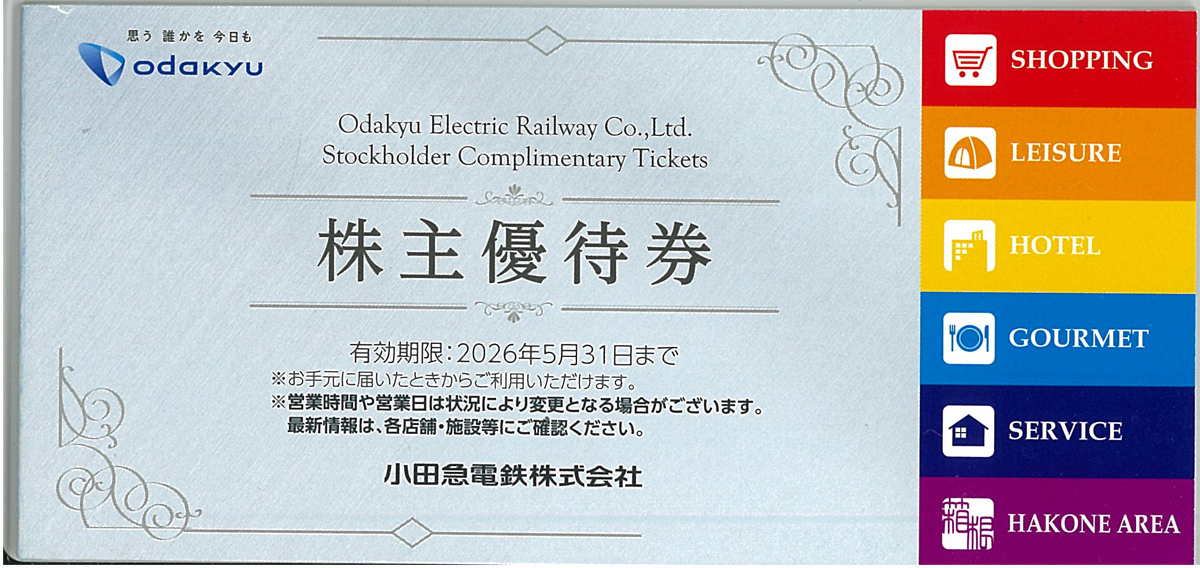 思う 誰かを 今日も
odakyu
Odakyu Electric Railway Co.,Ltd.
Stockholder Complimentary Tickets
株主優待券
有効期限：2026年5月31日まで
※お手元に届いたときからご利用いただけます。
※営業時間や営業日は状況により変更となる場合がございます。
最新情報は、各店舗・施設等にご確認ください。
小田急電鉄株式会社
SHOPPING
LEISURE
HOTEL
GOURMET
SERVICE
箱根
HAKONE AREA